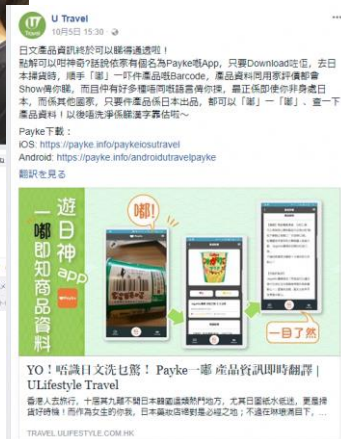 U Travel
10月5日 15:30
日文產品資訊終於可以睇得通透啦！
點解可以咁神奇?話說依家有個名為Payke嘅App，只要Download咗佢，去日
本掃貨時，順手「嘟」一吓件產品嘅Barcode，產品資料同用家評價都會
Show俾你睇。而且仲有好多種唔同嘅語言俾你揀，最正係即使你非身處日
本，而係其他國家，只要件產品係日本出品，都可以「嘟」一「嘟」、查一下
產品資料！以後唔洗淨係睇漢字靠估啦～
Payke下載：
iOS: https://payke.info/paykeiosutravel
Android: https://payke.info/androidutravelpayke
翻訳を見る
遊日神app
一嘟即知商品資料
Payke
嘟!
一目了然
YO！唔識日文洗乜驚！ Payke一嘟 產品資訊即時翻譯 |
ULifestyle Travel
香港人去旅行，十居其九離不開日本韓國這類熱門地方，尤其日圓紙水低迷，更是掃
貨好時機！而作為女生的你我，日本藥妝店絕對是必經之地；不過在琳琅滿目下，...
TRAVEL.ULIFESTYLE.COM.HK